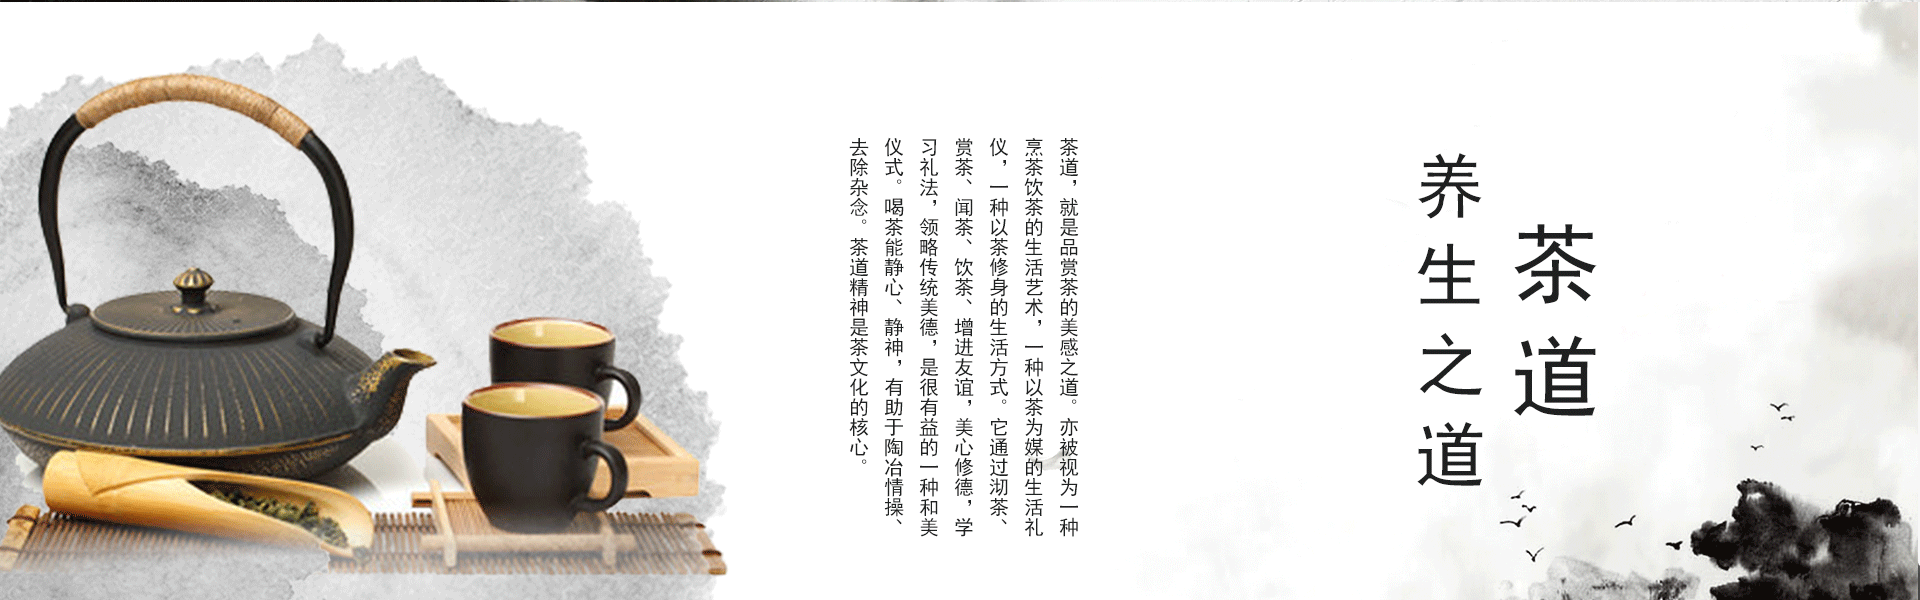 茶道
养生之道
茶道，就是品赏茶的美感之道。亦被视为一种
烹茶饮茶的生活艺术，一种以茶为媒的生活礼
仪，一种以茶修身的生活方式。它通过沏茶、
赏茶、闻茶、饮茶、增进友谊，美心修德，学
习礼法，领略传统美德，是很有益的一种和美
仪式。喝茶能静心、静神，有助于陶冶情操、
去除杂念。茶道精神是茶文化的核心。